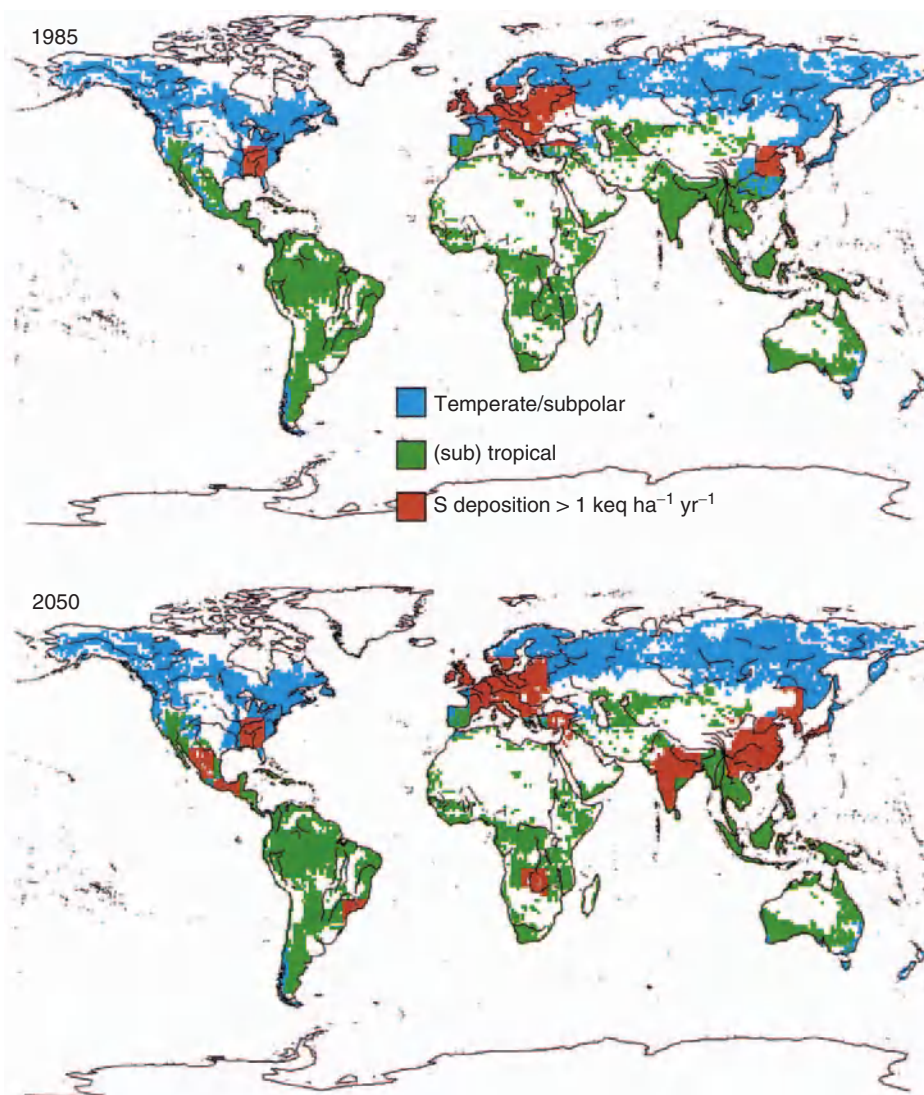 1985
Temperate/subpolar
(sub) tropical
S deposition > 1 keq ha⁻¹ yr⁻¹
2050